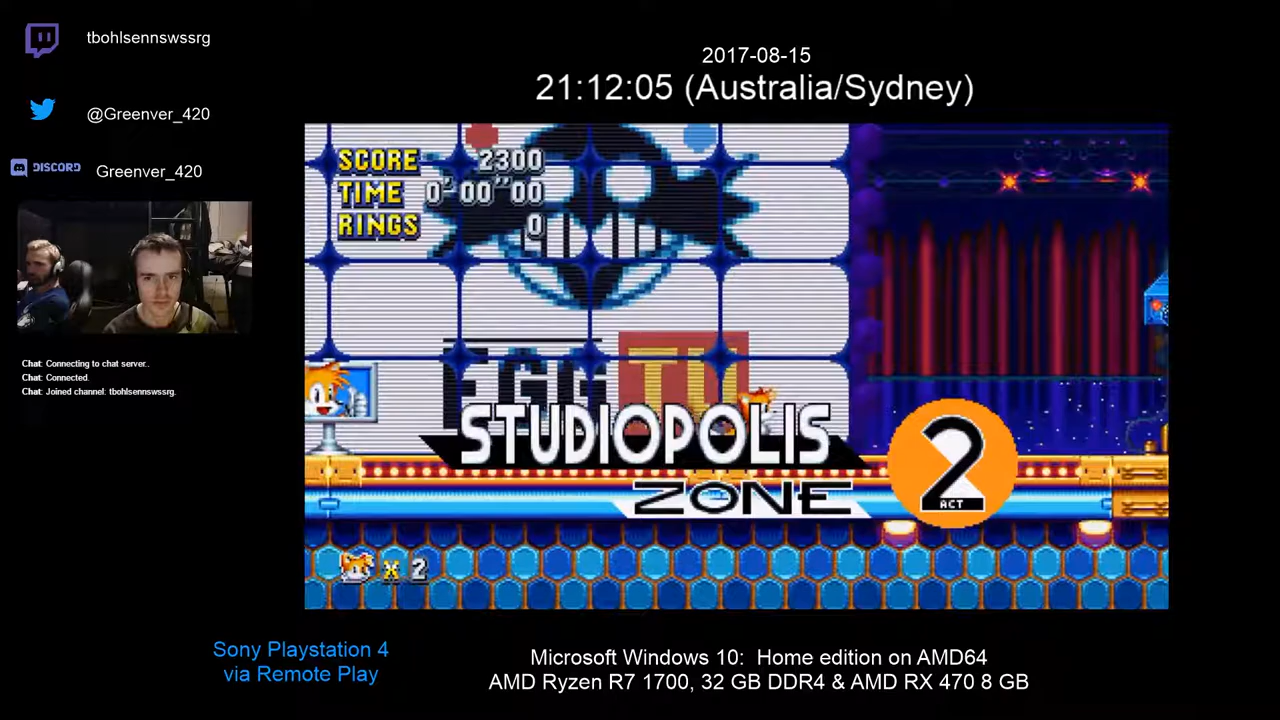 tbohlsennswssrg
@Greenver_420
DISCORD Greenver_420
Chat: Connecting to chat server..
Chat: Connected.
Chat: Joined channel: tbohlsennswssrg.
2017-08-15
21:12:05 (Australia/Sydney)
SCORE 2300
TIME 0'00"00
RINGS 0
EGG TV
STUDIOPOLIS
ZONE
2
ACT
x 2
Sony Playstation 4
via Remote Play
Microsoft Windows 10: Home edition on AMD64
AMD Ryzen R7 1700, 32 GB DDR4 & AMD RX 470 8 GB